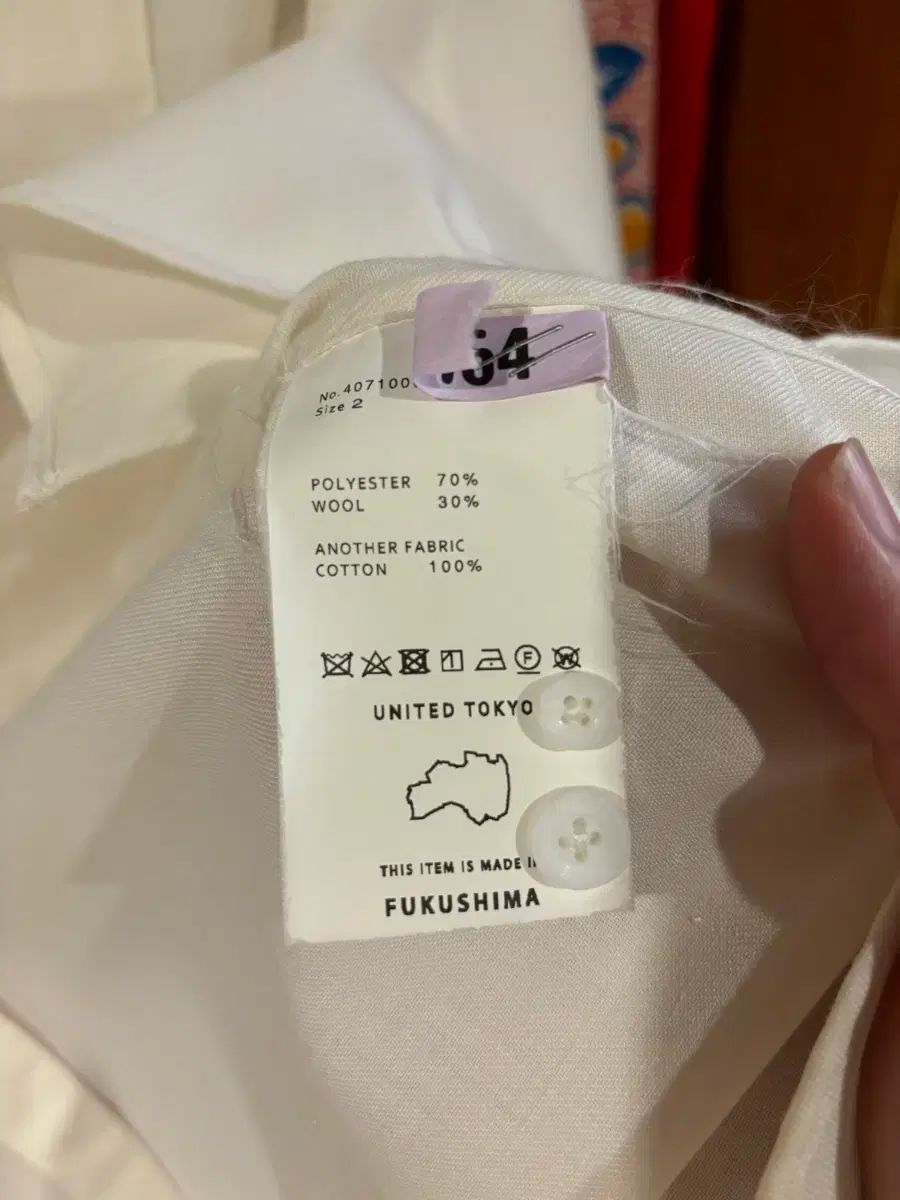 64
No. 407100
Size 2
POLYESTER 70%
WOOL 30%
ANOTHER FABRIC
COTTON 100%
F
W
UNITED TOKYO
THIS ITEM IS MADE
FUKUSHIMA